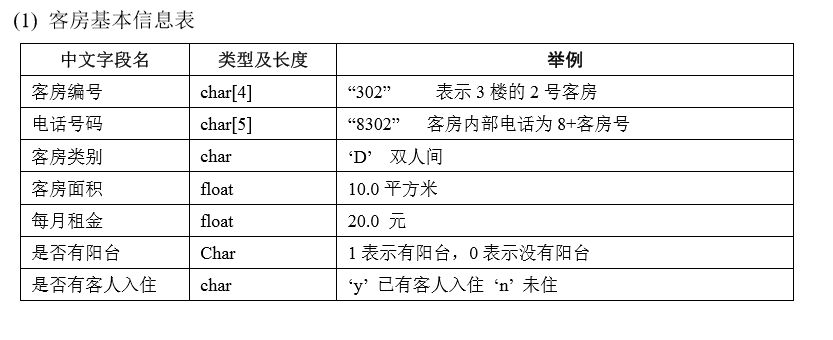 (1) 客房基本信息表
中文字段名 类型及长度 举例
客房编号 char[4] “302” 表示 3 楼的 2 号客房
电话号码 char[5] “8302” 客房内部电话为 8+客房号
客房类别 char ‘D’ 双人间
客房面积 float 10.0 平方米
每月租金 float 20.0 元
是否有阳台 Char 1 表示有阳台，0 表示没有阳台
是否有客人入住 char ‘y’ 已有客人入住 ‘n’ 未住